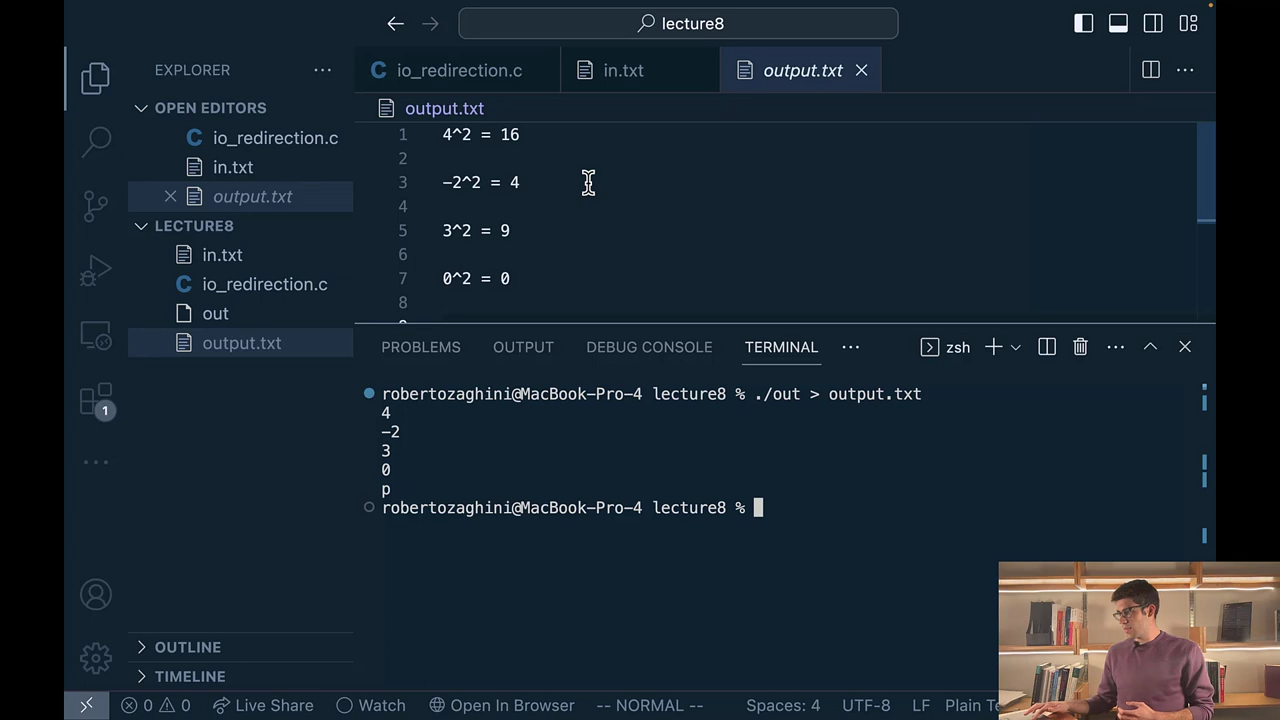 lecture8
EXPLORER
io_redirection.c
in.txt
output.txt
OPEN EDITORS
output.txt
io_redirection.c
in.txt
output.txt
LECTURE8
in.txt
io_redirection.c
out
output.txt
1 4^2 = 16
2
3 -2^2 = 4
4
5 3^2 = 9
6
7 0^2 = 0
8
PROBLEMS OUTPUT DEBUG CONSOLE TERMINAL zsh
robertozaghini@MacBook-Pro-4 lecture8 % ./out > output.txt
4
-2
3
0
p
robertozaghini@MacBook-Pro-4 lecture8 %
1
OUTLINE
TIMELINE
0 0 Live Share Watch Open In Browser -- NORMAL -- Spaces: 4 UTF-8 LF Plain